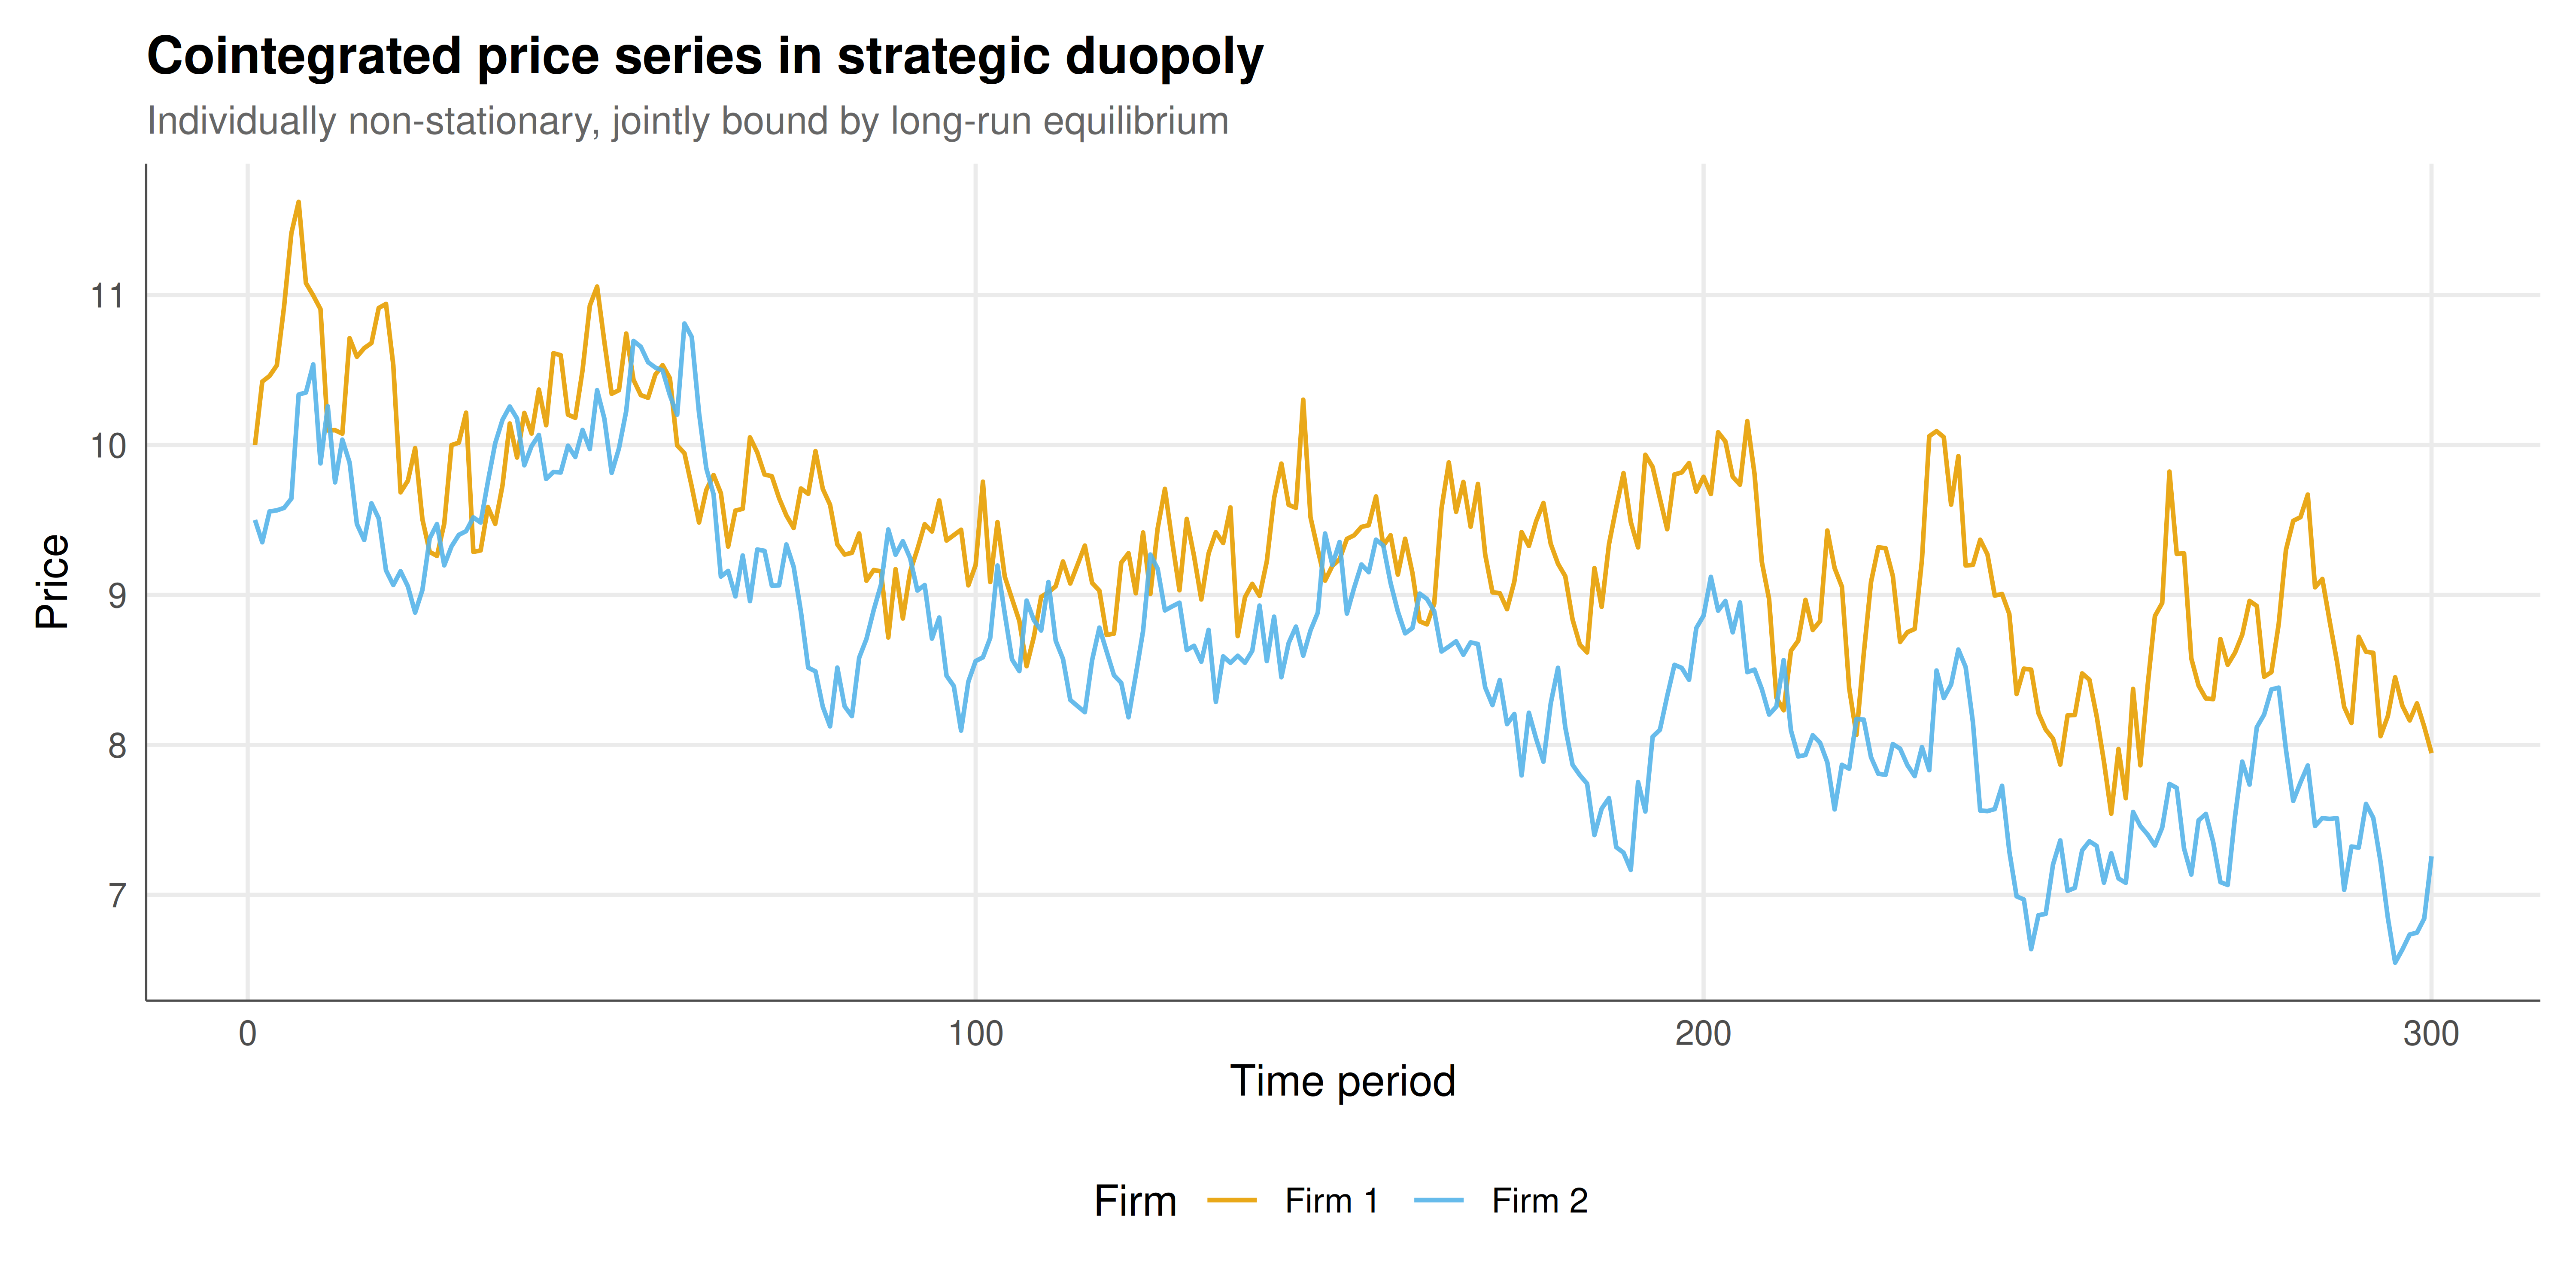 Cointegrated price series in strategic duopoly
Individually non-stationary, jointly bound by long-run equilibrium
Price
11
10
9
8
7
0 100 200 300
Time period
Firm Firm 1 Firm 2